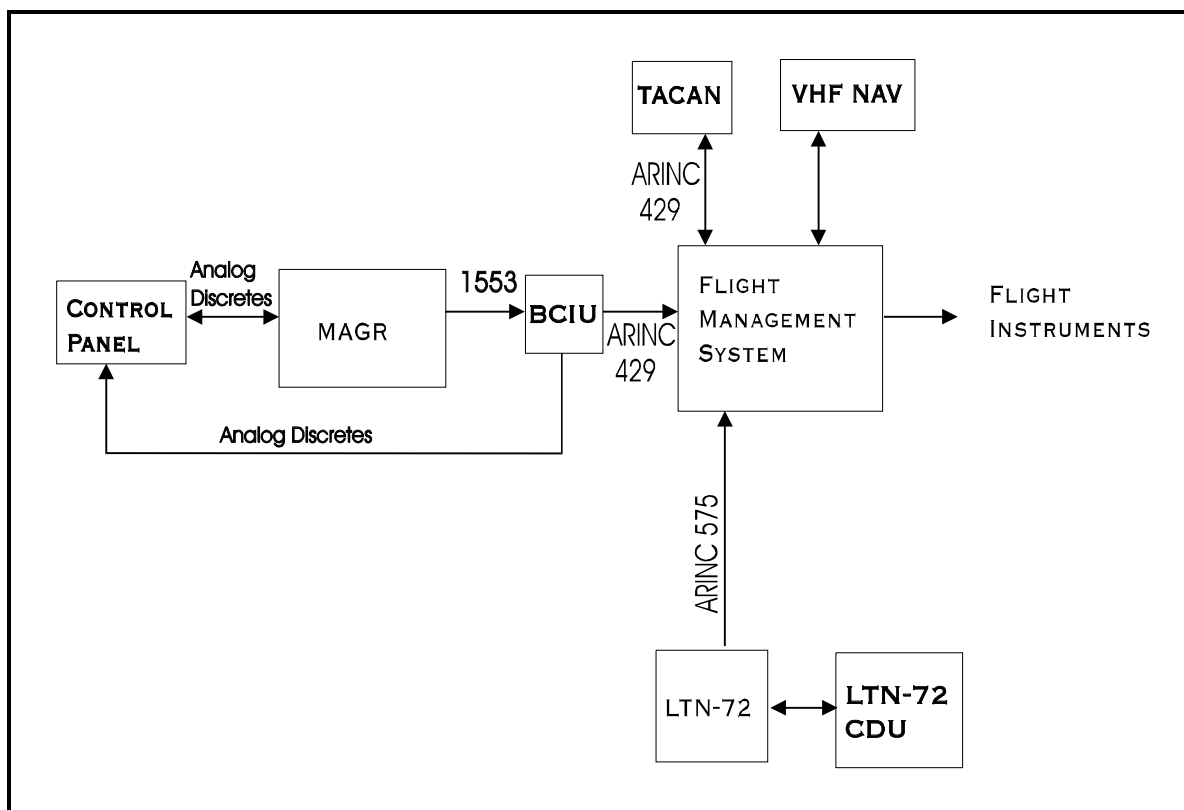 TACAN
VHF NAV
ARINC
429
Analog
Discretes
1553
CONTROL
PANEL
MAGR
BCIU
ARINC
429
FLIGHT
MANAGEMENT
SYSTEM
FLIGHT
INSTRUMENTS
Analog Discretes
ARINC 575
LTN-72
LTN-72
CDU